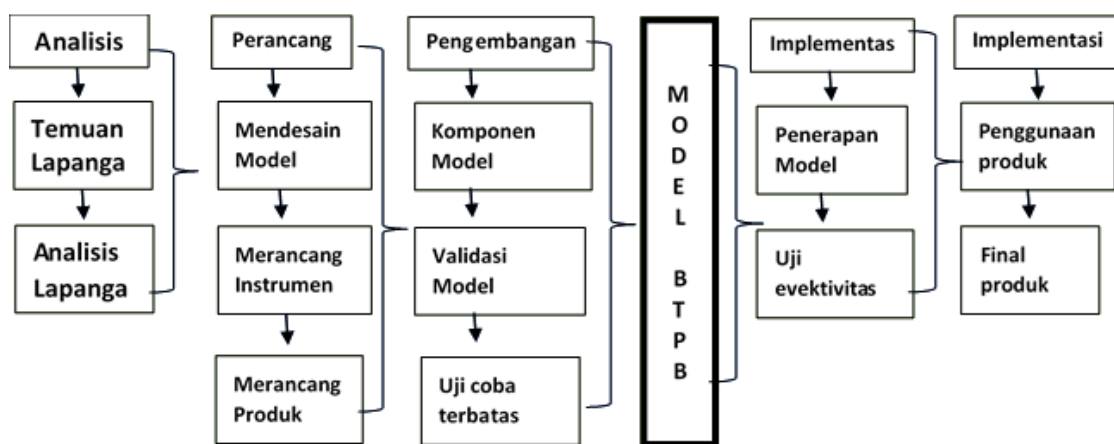 Analisis
Temuan
Lapanga
Analisis
Lapanga
Perancang
Mendesain
Model
Merancang
Instrumen
Merancang
Produk
Pengembangan
Komponen
Model
Validasi
Model
Uji coba
terbatas
M
O
D
E
L
B
T
P
B
Implementas
Penerapan
Model
Uji
evektivitas
Implementasi
Penggunaan
produk
Final
produk